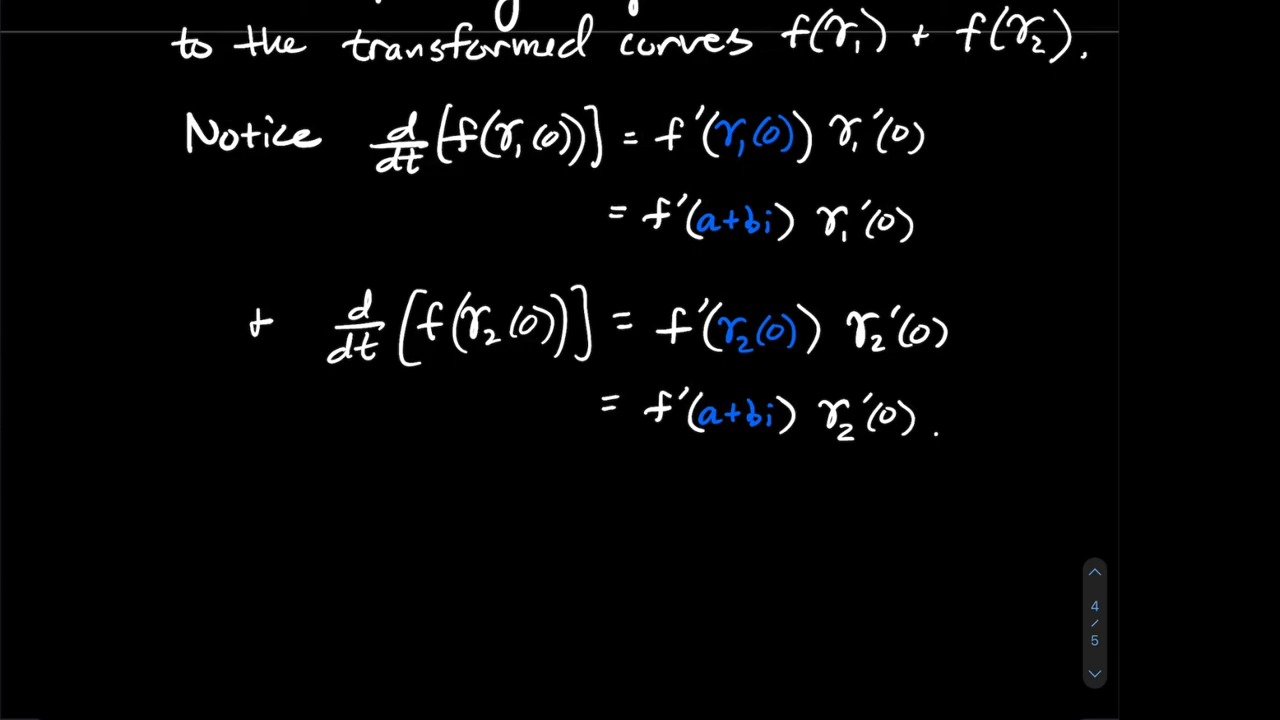 to the transformed curves f(γ₁) + f(γ₂).
Notice d/dt [f(γ₁(0))] = f'(γ₁(0)) γ₁'(0)
= f'(a+bi) γ₁'(0)
+ d/dt [f(γ₂(0))] = f'(γ₂(0)) γ₂'(0)
= f'(a+bi) γ₂'(0).
4
/
5